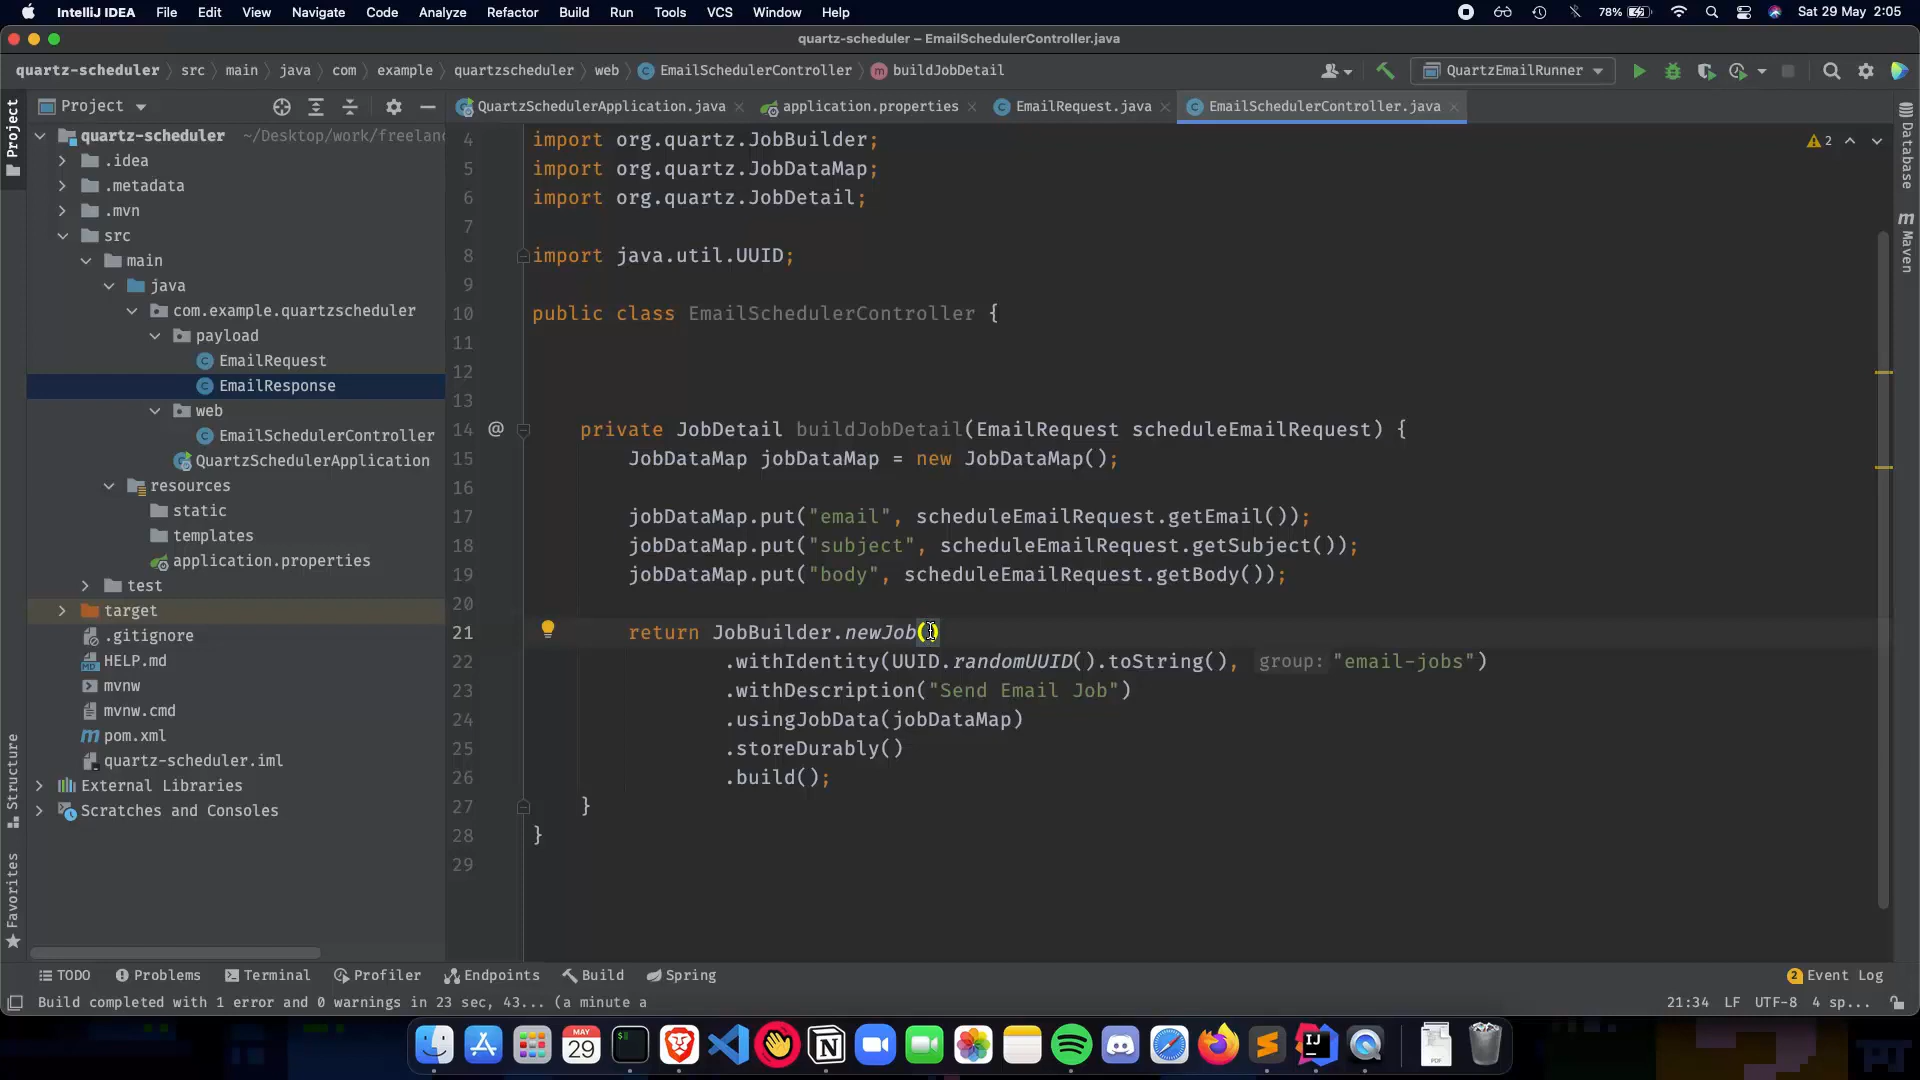 IntelliJ IDEA File Edit View Navigate Code Analyze Refactor Build Run Tools VCS Window Help 78% Sat 29 May 2:05
quartz-scheduler – EmailSchedulerController.java
quartz-scheduler src main java com example quartzscheduler web EmailSchedulerController buildJobDetail QuartzEmailRunner
Project QuartzSchedulerApplication.java application.properties EmailRequest.java EmailSchedulerController.java
Project
Structure
Favorites
quartz-scheduler ~/Desktop/work/freelanc
.idea
.metadata
.mvn
src
main
java
com.example.quartzscheduler
payload
EmailRequest
EmailResponse
web
EmailSchedulerController
QuartzSchedulerApplication
resources
static
templates
application.properties
test
target
.gitignore
HELP.md
mvnw
mvnw.cmd
pom.xml
quartz-scheduler.iml
External Libraries
Scratches and Consoles
4 import org.quartz.JobBuilder;
5 import org.quartz.JobDataMap;
6 import org.quartz.JobDetail;
7
8 import java.util.UUID;
9
10 public class EmailSchedulerController {
11
12
13
14 @ private JobDetail buildJobDetail(EmailRequest scheduleEmailRequest) {
15 JobDataMap jobDataMap = new JobDataMap();
16
17 jobDataMap.put("email", scheduleEmailRequest.getEmail());
18 jobDataMap.put("subject", scheduleEmailRequest.getSubject());
19 jobDataMap.put("body", scheduleEmailRequest.getBody());
20
21 return JobBuilder.newJob()
22 .withIdentity(UUID.randomUUID().toString(), group: "email-jobs")
23 .withDescription("Send Email Job")
24 .usingJobData(jobDataMap)
25 .storeDurably()
26 .build();
27 }
28 }
29
2
Database
Maven
TODO Problems Terminal Profiler Endpoints Build Spring 2 Event Log
Build completed with 1 error and 0 warnings in 23 sec, 43... (a minute a 21:34 LF UTF-8 4 sp...
MAY
29
IJ
PDF